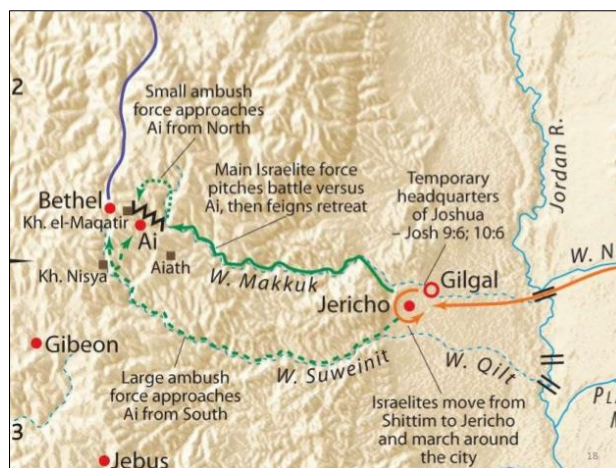 2
Small ambush
force approaches
Ai from North
Main Israelite force
pitches battle versus
Ai, then feigns retreat
Temporary
headquarters
of Joshua
– Josh 9:6; 10:6
Jordan R.
Bethel
Kh. el-Maqatir
Ai
Aiath
Kh. Nisya
W. Makkuk
Gilgal
Jericho
W. N
Gibeon
Large ambush
force approaches
Ai from South
W. Suweinit
W. Qilt
Israelites move from
Shittim to Jericho
and march around
the city
3
Jebus
18